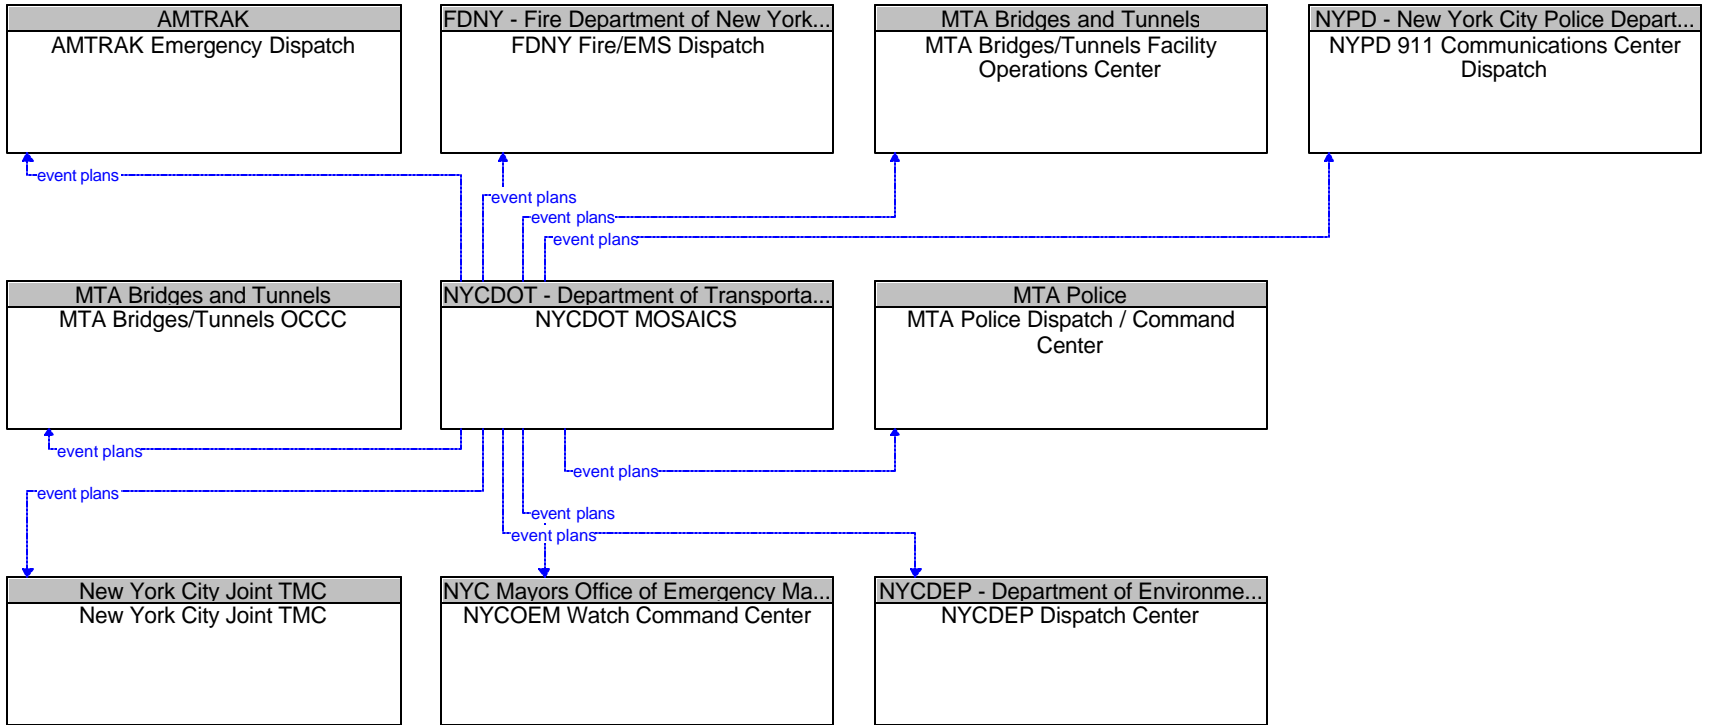 AMTRAK
AMTRAK Emergency Dispatch
FDNY - Fire Department of New York...
FDNY Fire/EMS Dispatch
MTA Bridges and Tunnels
MTA Bridges/Tunnels Facility
Operations Center
NYPD - New York City Police Depart...
NYPD 911 Communications Center
Dispatch
event plans
event plans
event plans
event plans
MTA Bridges and Tunnels
MTA Bridges/Tunnels OCCC
NYCDOT - Department of Transporta...
NYCDOT MOSAICS
MTA Police
MTA Police Dispatch / Command
Center
event plans
event plans
event plans
event plans
event plans
New York City Joint TMC
New York City Joint TMC
NYC Mayors Office of Emergency Ma...
NYCOEM Watch Command Center
NYCDEP - Department of Environme...
NYCDEP Dispatch Center